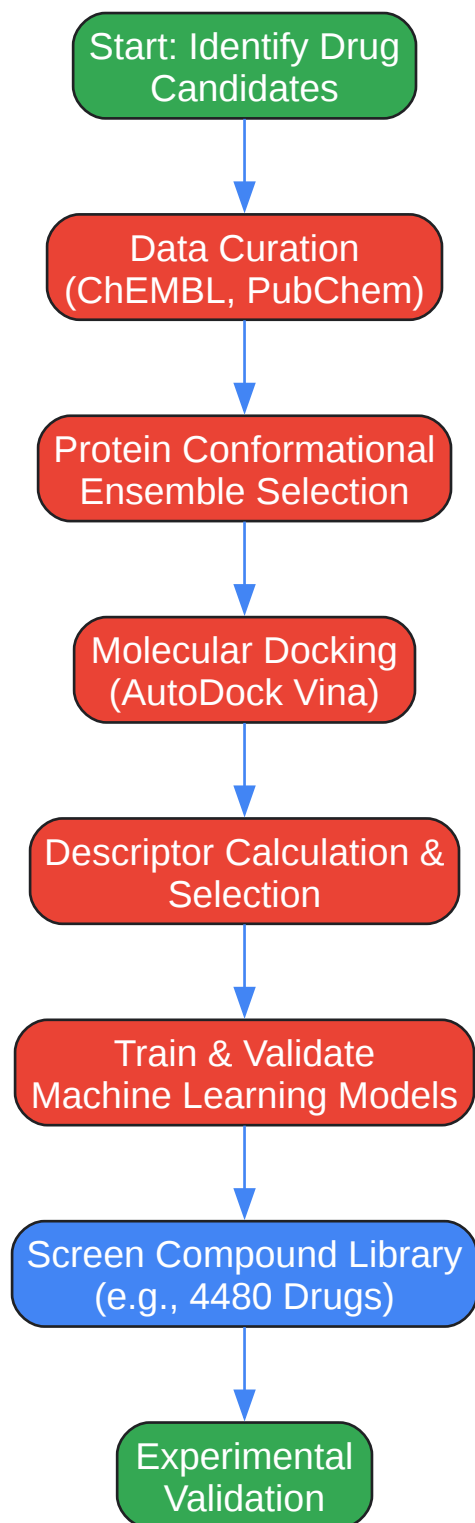 Start: Identify Drug
Candidates
Data Curation
(ChEMBL, PubChem)
Protein Conformational
Ensemble Selection
Molecular Docking
(AutoDock Vina)
Descriptor Calculation &
Selection
Train & Validate
Machine Learning Models
Screen Compound Library
(e.g., 4480 Drugs)
Experimental
Validation